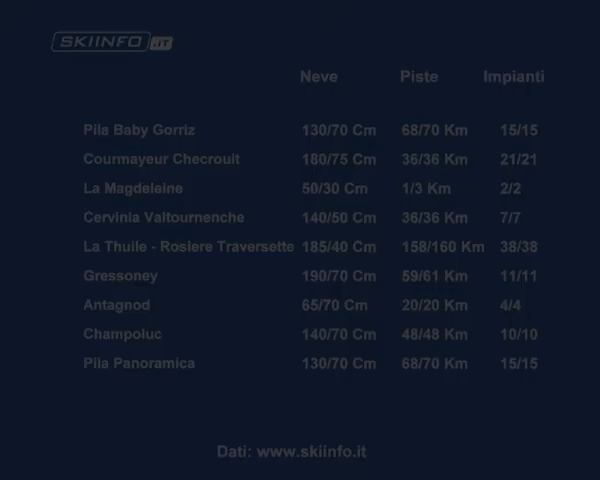 SKIINFO.IT
Neve Piste Impianti
Pila Baby Gorriz 130/70 Cm 68/70 Km 15/15
Courmayeur Checrouit 180/75 Cm 36/36 Km 21/21
La Magdeleine 50/30 Cm 1/3 Km 2/2
Cervinia Valtournenche 140/50 Cm 36/36 Km 7/7
La Thuile - Rosiere Traversette 185/40 Cm 158/160 Km 38/38
Gressoney 190/70 Cm 59/61 Km 11/11
Antagnod 65/70 Cm 20/20 Km 4/4
Champoluc 140/70 Cm 48/48 Km 10/10
Pila Panoramica 130/70 Cm 68/70 Km 15/15
Dati: www.skiinfo.it